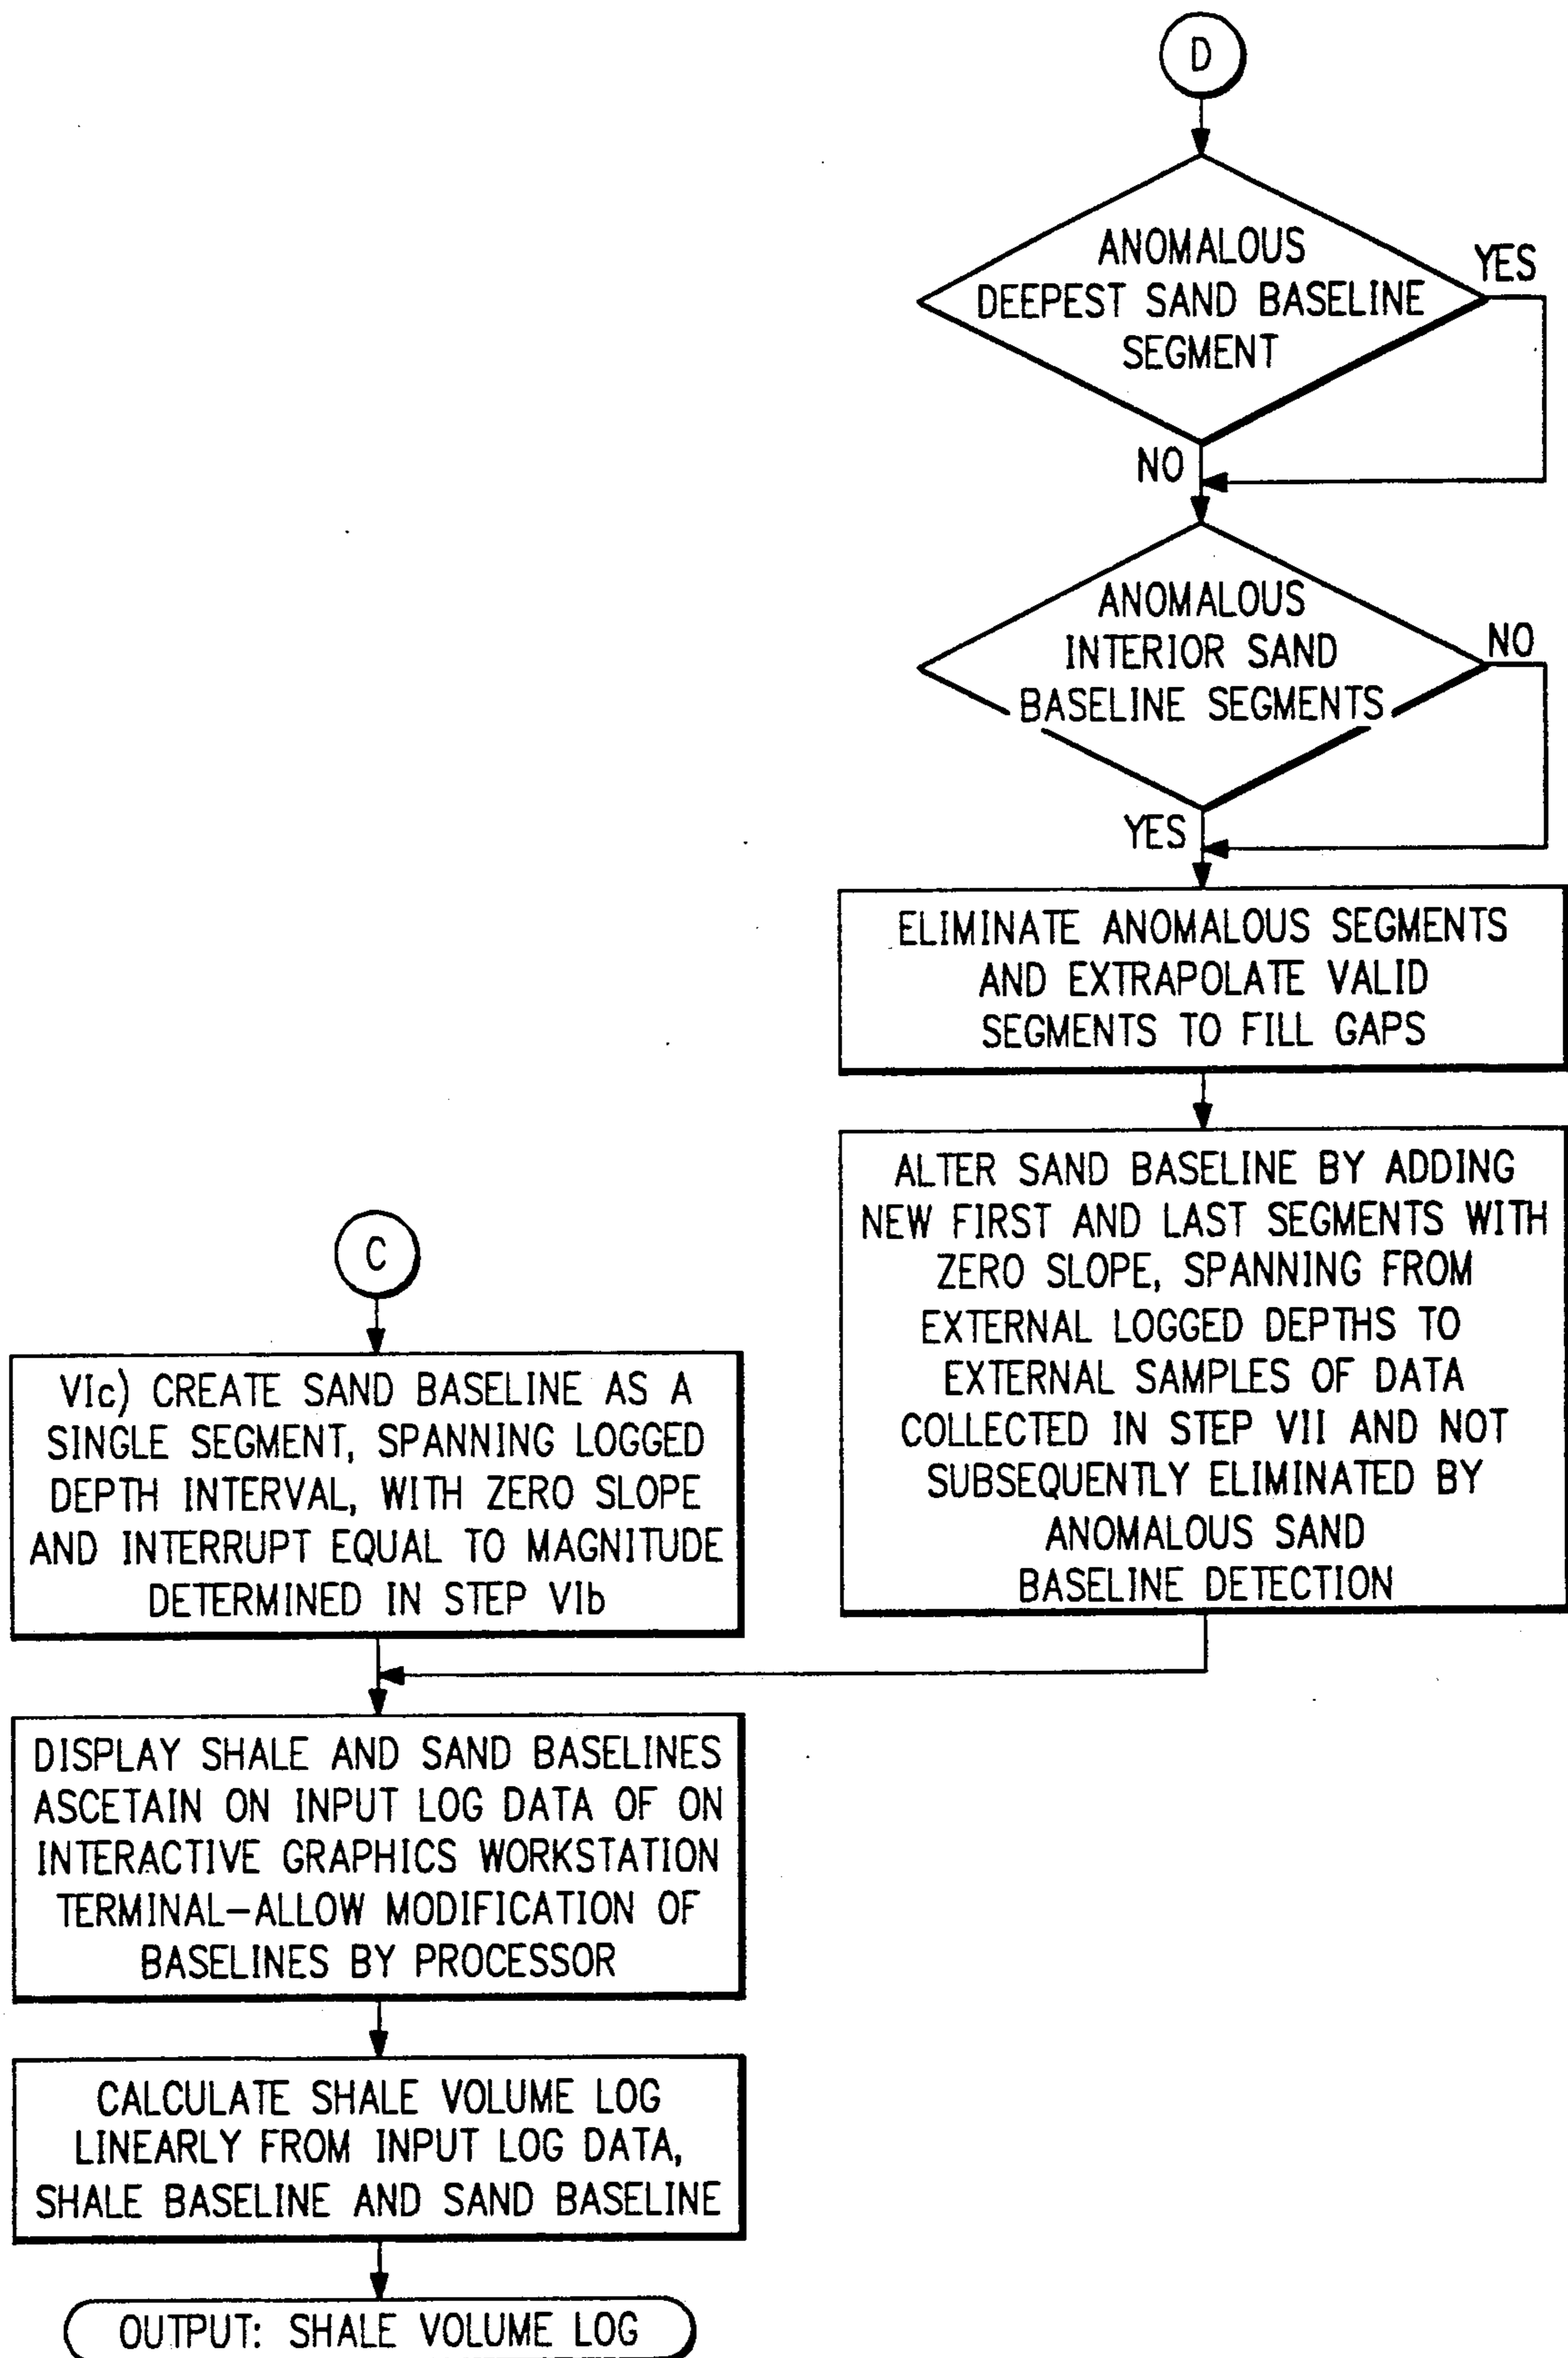 D
ANOMALOUS
DEEPEST SAND BASELINE
SEGMENT
YES
NO
ANOMALOUS
INTERIOR SAND
BASELINE SEGMENTS
NO
YES
ELIMINATE ANOMALOUS SEGMENTS
AND EXTRAPOLATE VALID
SEGMENTS TO FILL GAPS
ALTER SAND BASELINE BY ADDING
NEW FIRST AND LAST SEGMENTS WITH
ZERO SLOPE, SPANNING FROM
EXTERNAL LOGGED DEPTHS TO
EXTERNAL SAMPLES OF DATA
COLLECTED IN STEP VII AND NOT
SUBSEQUENTLY ELIMINATED BY
ANOMALOUS SAND
BASELINE DETECTION
C
VIc) CREATE SAND BASELINE AS A
SINGLE SEGMENT, SPANNING LOGGED
DEPTH INTERVAL, WITH ZERO SLOPE
AND INTERRUPT EQUAL TO MAGNITUDE
DETERMINED IN STEP VIb
DISPLAY SHALE AND SAND BASELINES
ASCETAIN ON INPUT LOG DATA OF ON
INTERACTIVE GRAPHICS WORKSTATION
TERMINAL-ALLOW MODIFICATION OF
BASELINES BY PROCESSOR
CALCULATE SHALE VOLUME LOG
LINEARLY FROM INPUT LOG DATA,
SHALE BASELINE AND SAND BASELINE
OUTPUT: SHALE VOLUME LOG